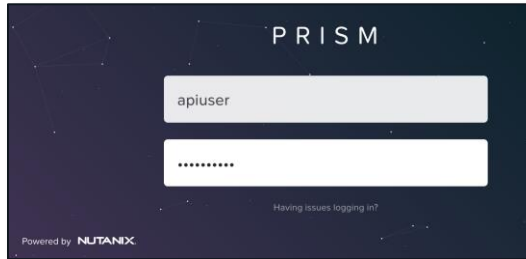 PRISM
apiuser
••••••••••
Having issues logging in?
Powered by NUTANIX.